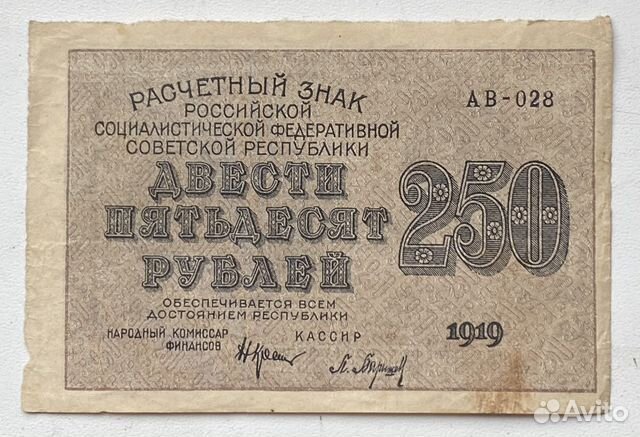 РАСЧЕТНЫЙ ЗНАК
РОССИЙСКОЙ
СОЦИАЛИСТИЧЕСКОЙ ФЕДЕРАТИВНОЙ
СОВЕТСКОЙ РЕСПУБЛИКИ
АВ-028
ДВЕСТИ
ПЯТЬДЕСЯТ
РУБЛЕЙ
250
ОБЕСПЕЧИВАЕТСЯ ВСЕМ
ДОСТОЯНИЕМ РЕСПУБЛИКИ
НАРОДНЫЙ КОМИССАР
ФИНАНСОВ
КАССИР
1919
Avito